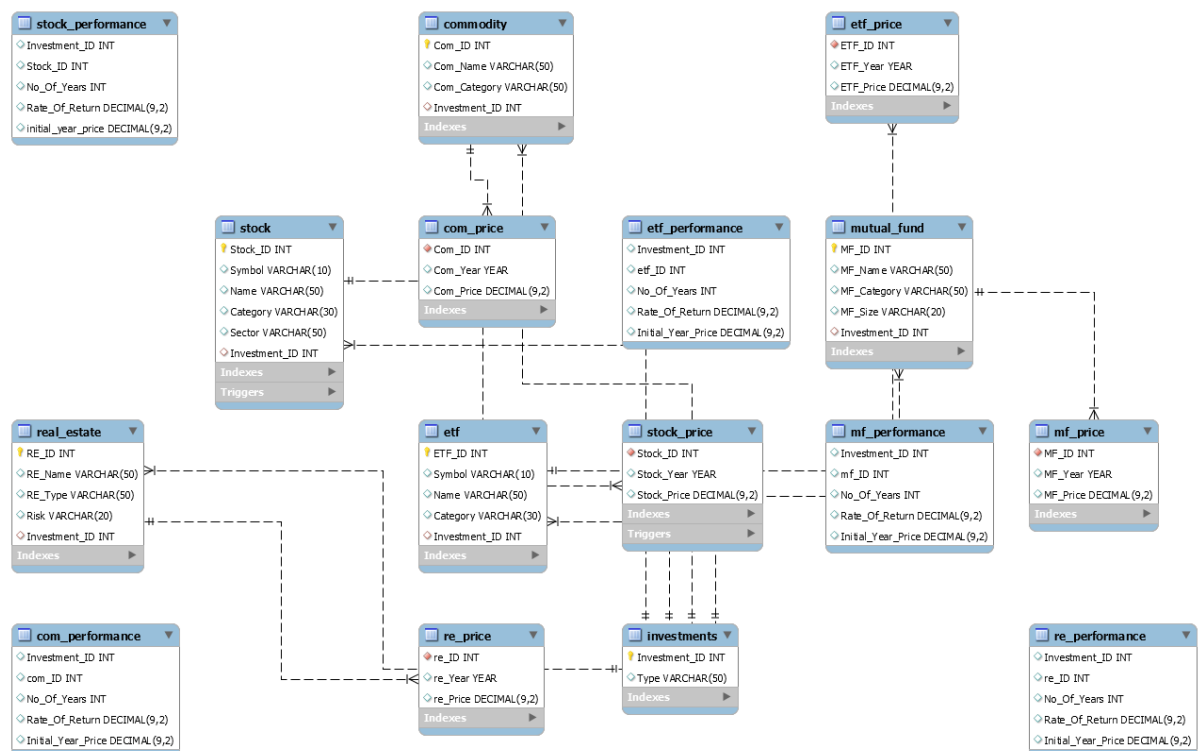 stock_performance
Investment_ID INT
Stock_ID INT
No_Of_Years INT
Rate_Of_Return DECIMAL(9,2)
initial_year_price DECIMAL(9,2)
commodity
Com_ID INT
Com_Name VARCHAR(50)
Com_Category VARCHAR(50)
Investment_ID INT
Indexes
etf_price
ETF_ID INT
ETF_Year YEAR
ETF_Price DECIMAL(9,2)
Indexes
stock
Stock_ID INT
Symbol VARCHAR(10)
Name VARCHAR(50)
Category VARCHAR(30)
Sector VARCHAR(50)
Investment_ID INT
Indexes
Triggers
com_price
Com_ID INT
Com_Year YEAR
Com_Price DECIMAL(9,2)
Indexes
etf_performance
Investment_ID INT
etf_ID INT
No_Of_Years INT
Rate_Of_Return DECIMAL(9,2)
Initial_Year_Price DECIMAL(9,2)
mutual_fund
MF_ID INT
MF_Name VARCHAR(50)
MF_Category VARCHAR(50)
MF_Size VARCHAR(20)
Investment_ID INT
Indexes
real_estate
RE_ID INT
RE_Name VARCHAR(50)
RE_Type VARCHAR(50)
Risk VARCHAR(20)
Investment_ID INT
Indexes
etf
ETF_ID INT
Symbol VARCHAR(10)
Name VARCHAR(50)
Category VARCHAR(30)
Investment_ID INT
Indexes
stock_price
Stock_ID INT
Stock_Year YEAR
Stock_Price DECIMAL(9,2)
Indexes
Triggers
mf_performance
Investment_ID INT
mf_ID INT
No_Of_Years INT
Rate_Of_Return DECIMAL(9,2)
Initial_Year_Price DECIMAL(9,2)
mf_price
MF_ID INT
MF_Year YEAR
MF_Price DECIMAL(9,2)
Indexes
com_performance
Investment_ID INT
com_ID INT
No_Of_Years INT
Rate_Of_Return DECIMAL(9,2)
Initial_Year_Price DECIMAL(9,2)
re_price
re_ID INT
re_Year YEAR
re_Price DECIMAL(9,2)
Indexes
investments
Investment_ID INT
Type VARCHAR(50)
Indexes
re_performance
Investment_ID INT
re_ID INT
No_Of_Years INT
Rate_Of_Return DECIMAL(9,2)
Initial_Year_Price DECIMAL(9,2)